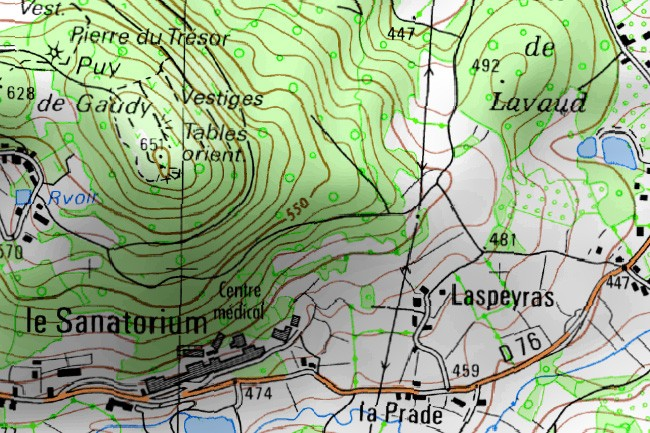 Vest.
Pierre du Trésor
Puy
de Gaudy
628
Vestiges
Tables
orient.
651
447
492
de
Lavaud
Rvoir
570
550
481
447
Centre
médical
le Sanatorium
Laspeyras
D 76
459
474
la Prade